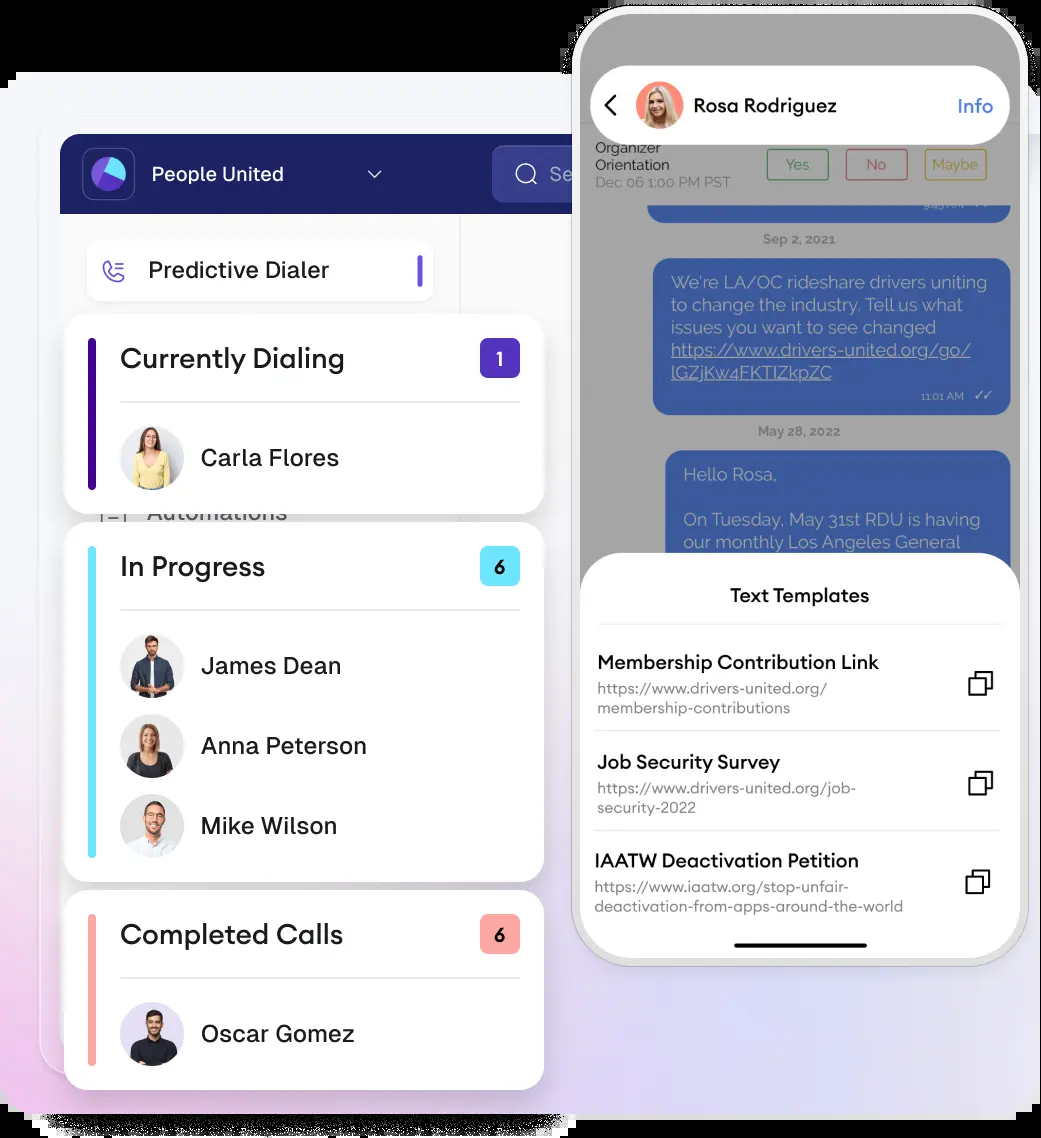 People United
Se
Predictive Dialer
Currently Dialing
1
Carla Flores
Automations
In Progress
6
James Dean
Anna Peterson
Mike Wilson
Completed Calls
6
Oscar Gomez
Rosa Rodriguez
Info
Organizer
Orientation
Dec 06 1:00 PM PST
Yes
No
Maybe
Sep 2, 2021
We're LA/OC rideshare drivers uniting
to change the industry. Tell us what
issues you want to see changed
https://www.drivers-united.org/go/
lGZjKw4FKTIZkpZC
11:01 AM
May 28, 2022
Hello Rosa,
On Tuesday, May 31st RDU is having
our monthly Los Angeles General
Text Templates
Membership Contribution Link
https://www.drivers-united.org/
membership-contributions
Job Security Survey
https://www.drivers-united.org/job-
security-2022
IAATW Deactivation Petition
https://www.iaatw.org/stop-unfair-
deactivation-from-apps-around-the-world